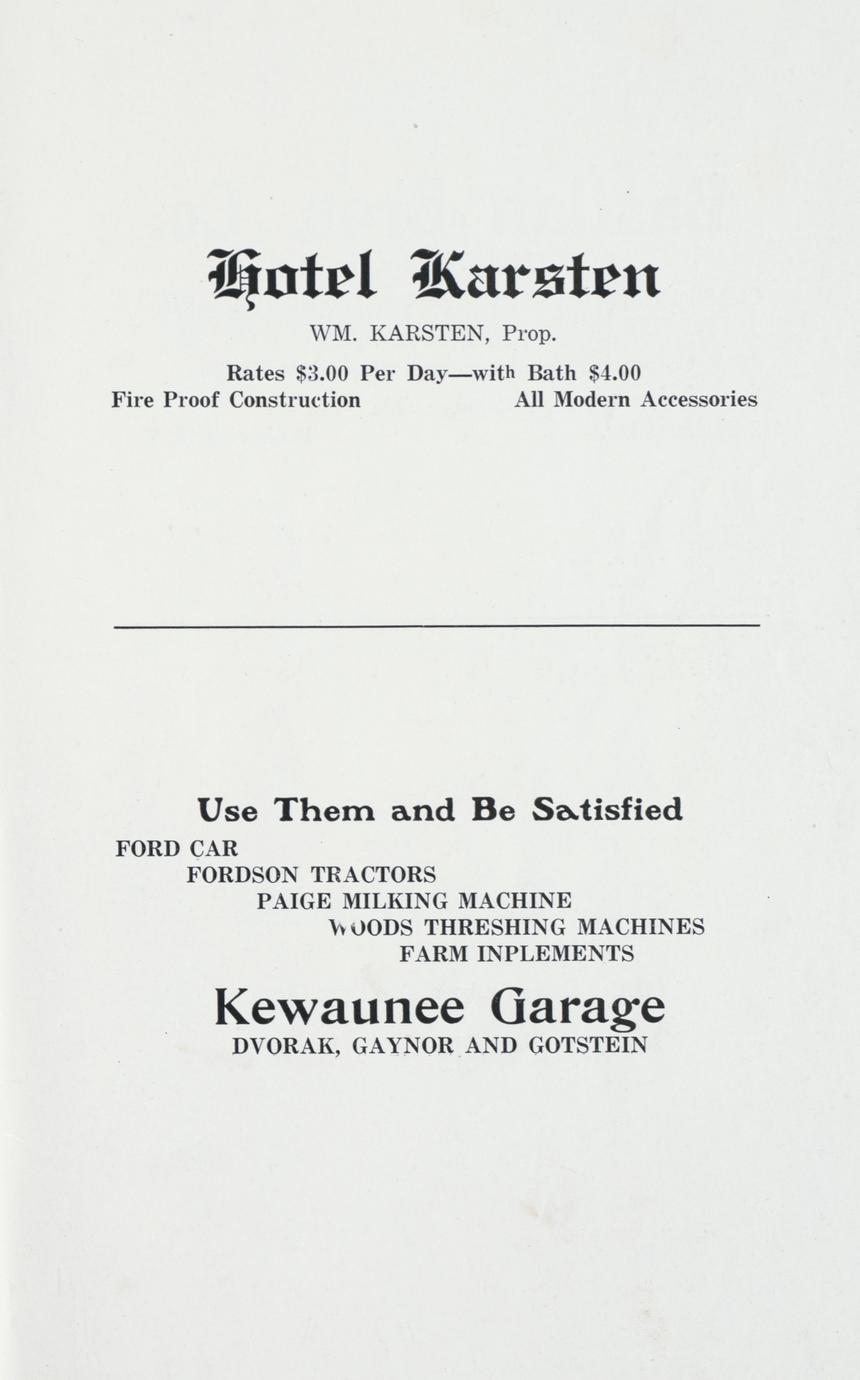 Hotel Karsten
WM. KARSTEN, Prop.
Rates $3.00 Per Day—with Bath $4.00
Fire Proof Construction All Modern Accessories
Use Them and Be Satisfied
FORD CAR
FORDSON TRACTORS
PAIGE MILKING MACHINE
WOODS THRESHING MACHINES
FARM INPLEMENTS
Kewaunee Garage
DVORAK, GAYNOR AND GOTSTEIN